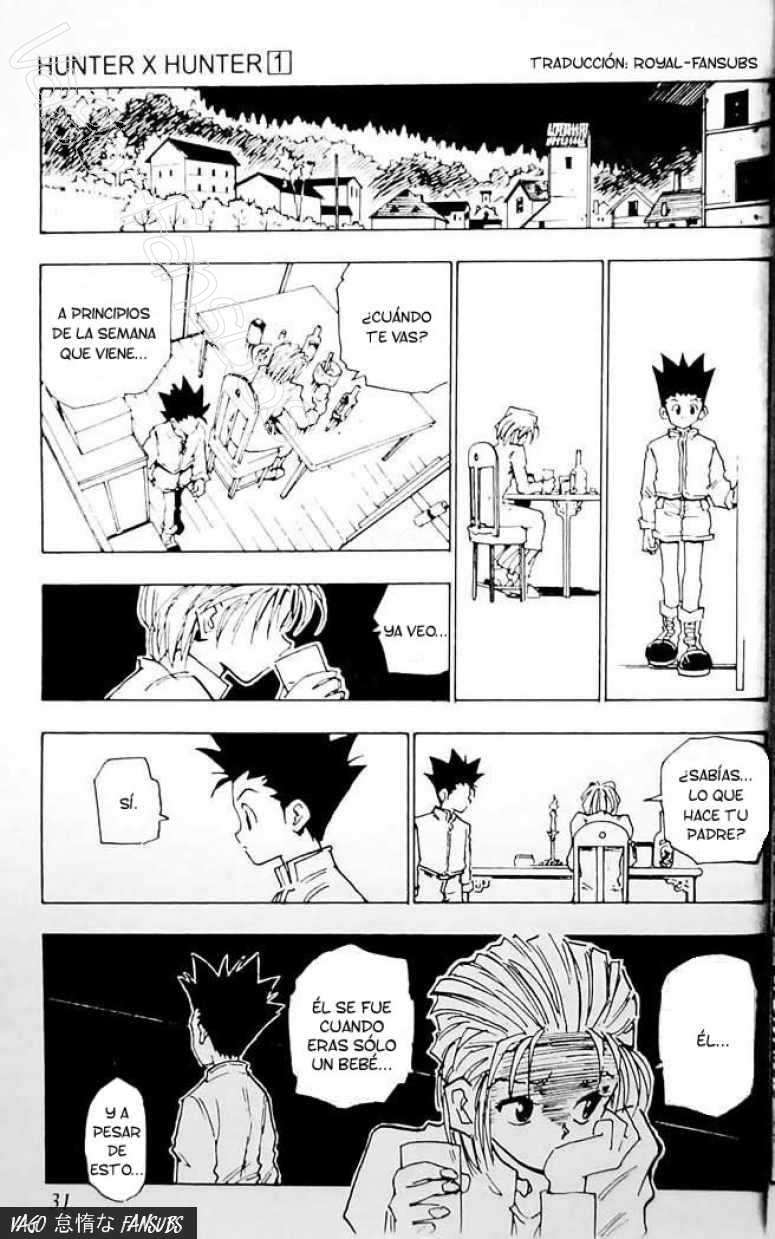 HUNTER X HUNTER 1
TRADUCCIÓN: ROYAL-FANSUBS
¿CUÁNDO
TE VAS?
A PRINCIPIOS
DE LA SEMANA
QUE VIENE...
YA VEO...
¿SABÍAS...
LO QUE
HACE TU
PADRE?
SÍ.
ÉL...
ÉL SE FUE
CUANDO
ERAS SÓLO
UN BEBÉ...
Y A
PESAR
DE
ESTO...
31
VAGO 怠惰な FANSUBS
Vago
Fansubs